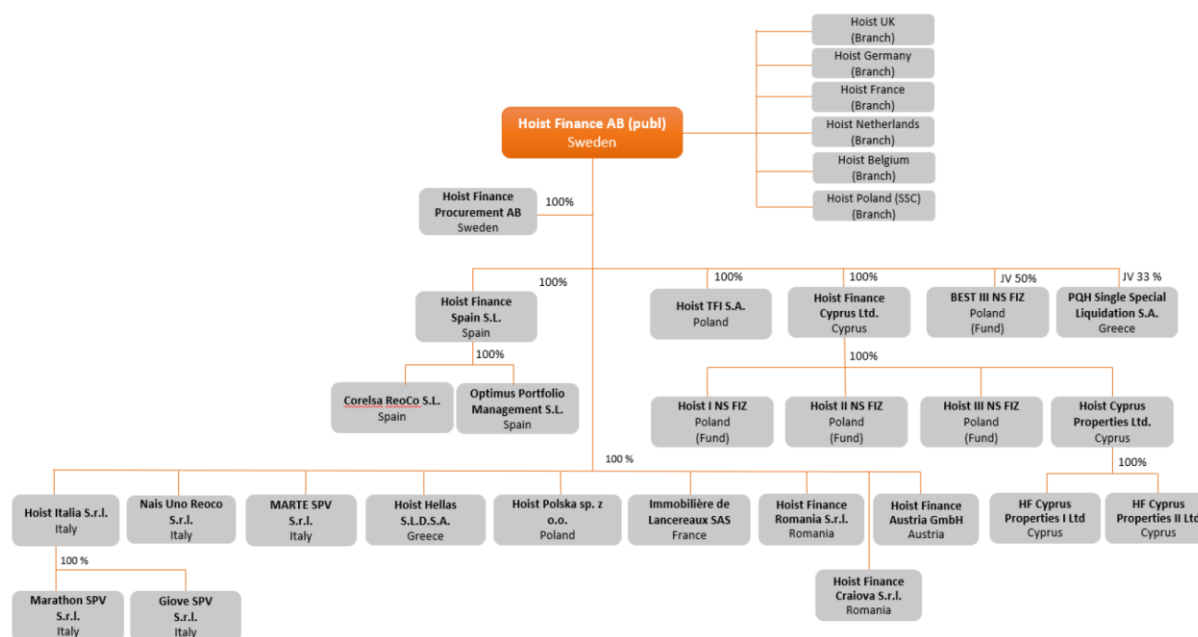 Hoist UK
(Branch)
Hoist Germany
(Branch)
Hoist France
(Branch)
Hoist Netherlands
(Branch)
Hoist Belgium
(Branch)
Hoist Poland (SSC)
(Branch)
Hoist Finance AB (publ)
Sweden
Hoist Finance
Procurement AB
Sweden
100%
100%
100%
100%
JV 50%
JV 33 %
Hoist Finance
Spain S.L.
Spain
Hoist TFI S.A.
Poland
Hoist Finance
Cyprus Ltd.
Cyprus
BEST III NS FIZ
Poland
(Fund)
PQH Single Special
Liquidation S.A.
Greece
100%
100%
Corelsa ReoCo S.L.
Spain
Optimus Portfolio
Management S.L.
Spain
Hoist I NS FIZ
Poland
(Fund)
Hoist II NS FIZ
Poland
(Fund)
Hoist III NS FIZ
Poland
(Fund)
Hoist Cyprus
Properties Ltd.
Cyprus
100 %
100%
Hoist Italia S.r.l.
Italy
Nais Uno Reoco
S.r.l.
Italy
MARTE SPV
S.r.l.
Italy
Hoist Hellas
S.L.D.S.A.
Greece
Hoist Polska sp. z
o.o.
Poland
Immobilière de
Lancereaux SAS
France
Hoist Finance
Romania S.r.l.
Romania
Hoist Finance
Austria GmbH
Austria
HF Cyprus
Properties I Ltd
Cyprus
HF Cyprus
Properties II Ltd
Cyprus
100 %
Marathon SPV
S.r.l.
Italy
Giove SPV
S.r.l.
Italy
Hoist Finance
Craiova S.r.l.
Romania